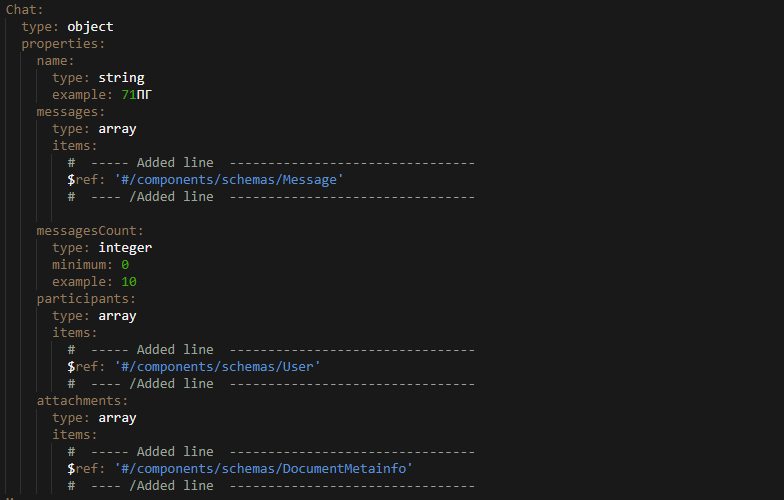 Chat:
  type: object
  properties:
    name:
      type: string
      example: 71ПГ
    messages:
      type: array
      items:
        #  ----- Added line  --------------------------------
        $ref: '#/components/schemas/Message'
        #  ---- /Added line  --------------------------------

    messagesCount:
      type: integer
      minimum: 0
      example: 10
    participants:
      type: array
      items:
        #  ----- Added line  --------------------------------
        $ref: '#/components/schemas/User'
        #  ---- /Added line  --------------------------------
    attachments:
      type: array
      items:
        #  ----- Added line  --------------------------------
        $ref: '#/components/schemas/DocumentMetainfo'
        #  ---- /Added line  --------------------------------